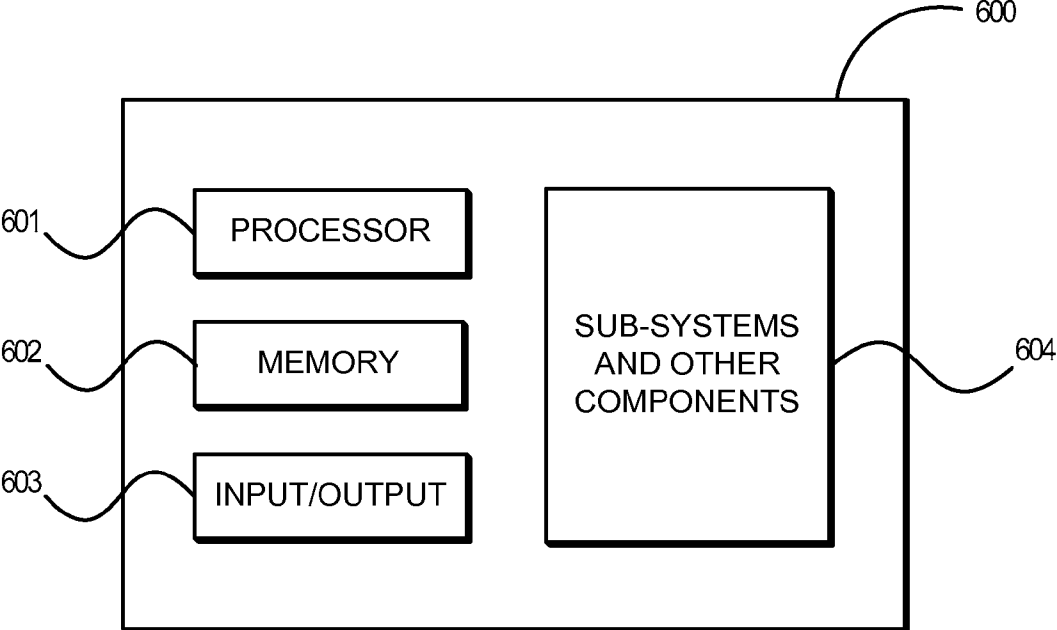 600
601
PROCESSOR
602
MEMORY
603
INPUT/OUTPUT
SUB-SYSTEMS
AND OTHER
COMPONENTS
604